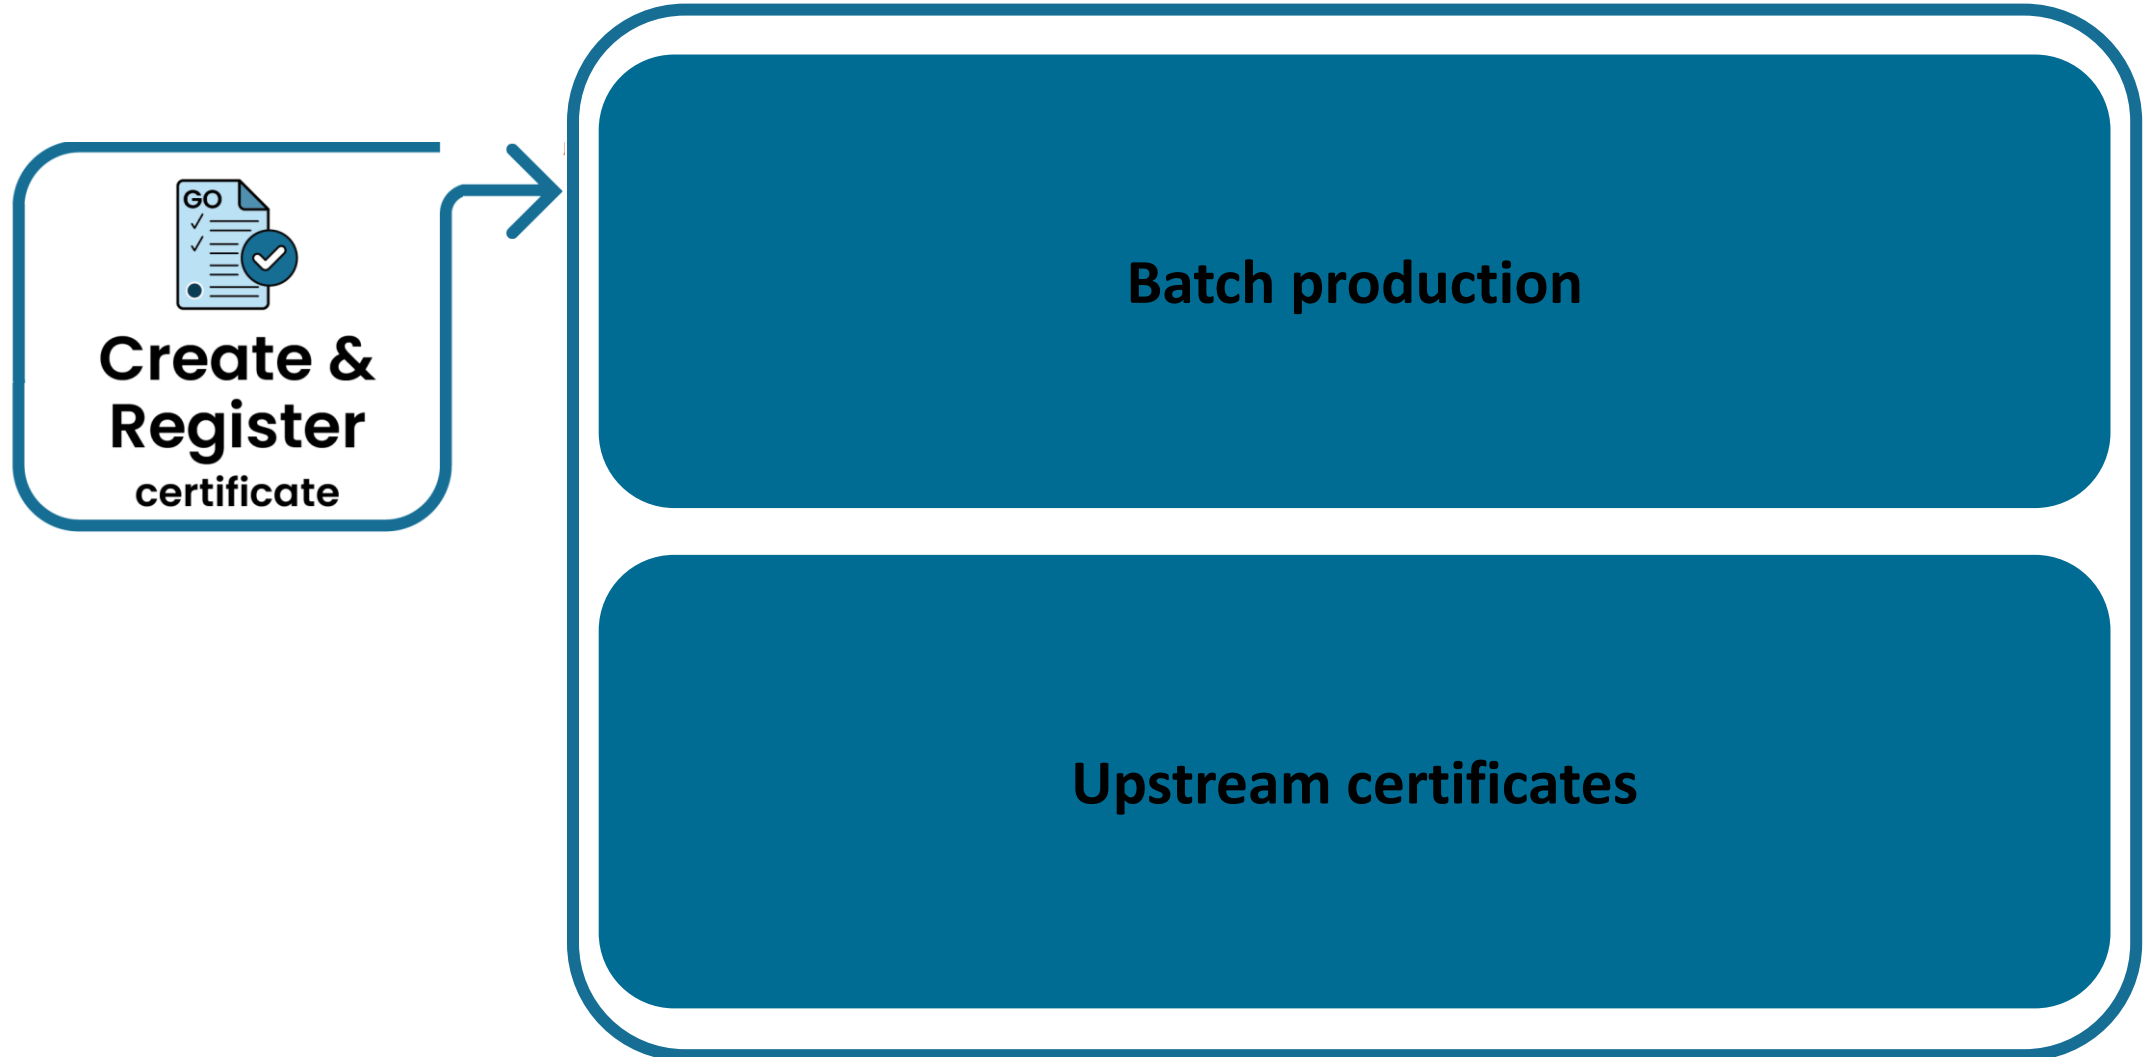 GO
Create &
Register
certificate
Batch production
Upstream certificates